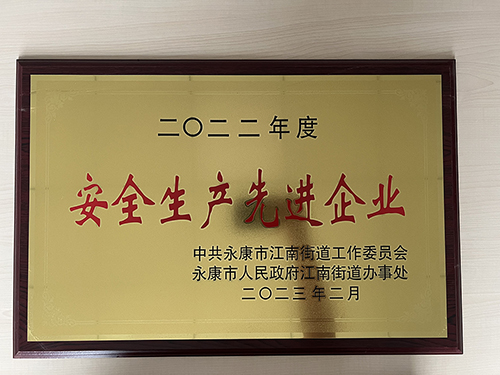 二〇二二年度
安全生产先进企业
中共永康市江南街道工作委员会
永康市人民政府江南街道办事处
二〇二三年二月